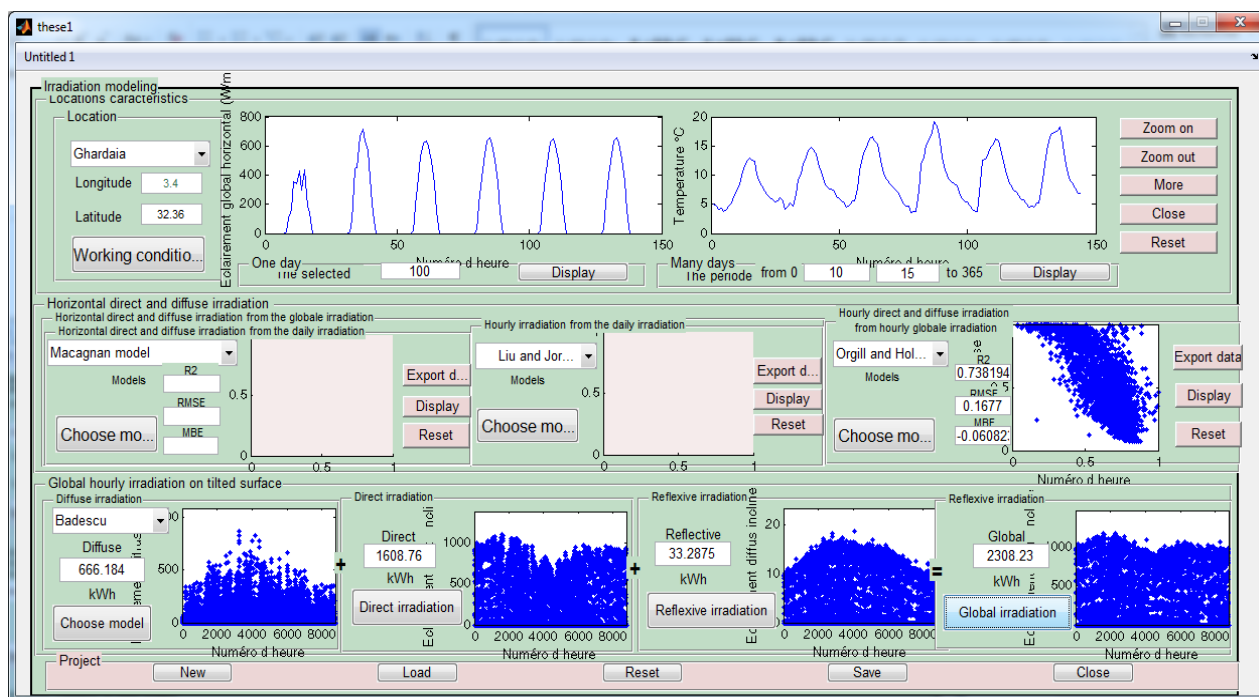 these1
Untitled 1
Irradiation modeling
Locations caracteristics
Location
Ghardaia
Longitude 3.4
Latitude 32.36
Working conditio...
Eclairement global horizontal (W/m
800
600
400
200
0
0 50 100 150
Numéro d heure
Temperature °C
20
15
10
5
0
0 50 100 150
Numéro d heure
Zoom on
Zoom out
More
Close
Reset
One day
The selected 100 Display
Many days
The periode from 0 10 15 to 365 Display
Horizontal direct and diffuse irradiation
Horizontal direct and diffuse irradiation from the globale irradiation
Horizontal direct and diffuse irradiation from the daily irradiation
Macagnan model
Models
R2
RMSE
MBE
Choose mo...
0.5
0
0 0.5 1
Export d...
Display
Reset
Hourly irradiation from the daily irradiation
Liu and Jor...
Models
Choose mo...
0.5
0
0 0.5 1
Export d...
Display
Reset
Hourly direct and diffuse irradiation
from hourly globale irradiation
Orgill and Hol...
Models
Choose mo...
R2
0.738194
RMSE
0.1677
MBE
-0.06082
0
0 0.5 1
Numéro d heure
Export data
Display
Reset
Global hourly irradiation on tilted surface
Diffuse irradiation
Badescu
Diffuse
666.184
kWh
Choose model
500
0
0 2000 4000 6000 8000
Numéro d heure
+
Direct irradiation
Direct
1608.76
kWh
Direct irradiation
1000
500
0
0 2000 4000 6000 8000
Numéro d heure
+
Reflexive irradiation
Reflective
33.2875
kWh
Reflexive irradiation
20
10
0
0 2000 4000 6000 8000
Numéro d heure
=
Reflexive irradiation
Global
2308.23
kWh
Global irradiation
1000
500
0
0 2000 4000 6000 8000
Numéro d heure
Project
New Load Reset Save Close